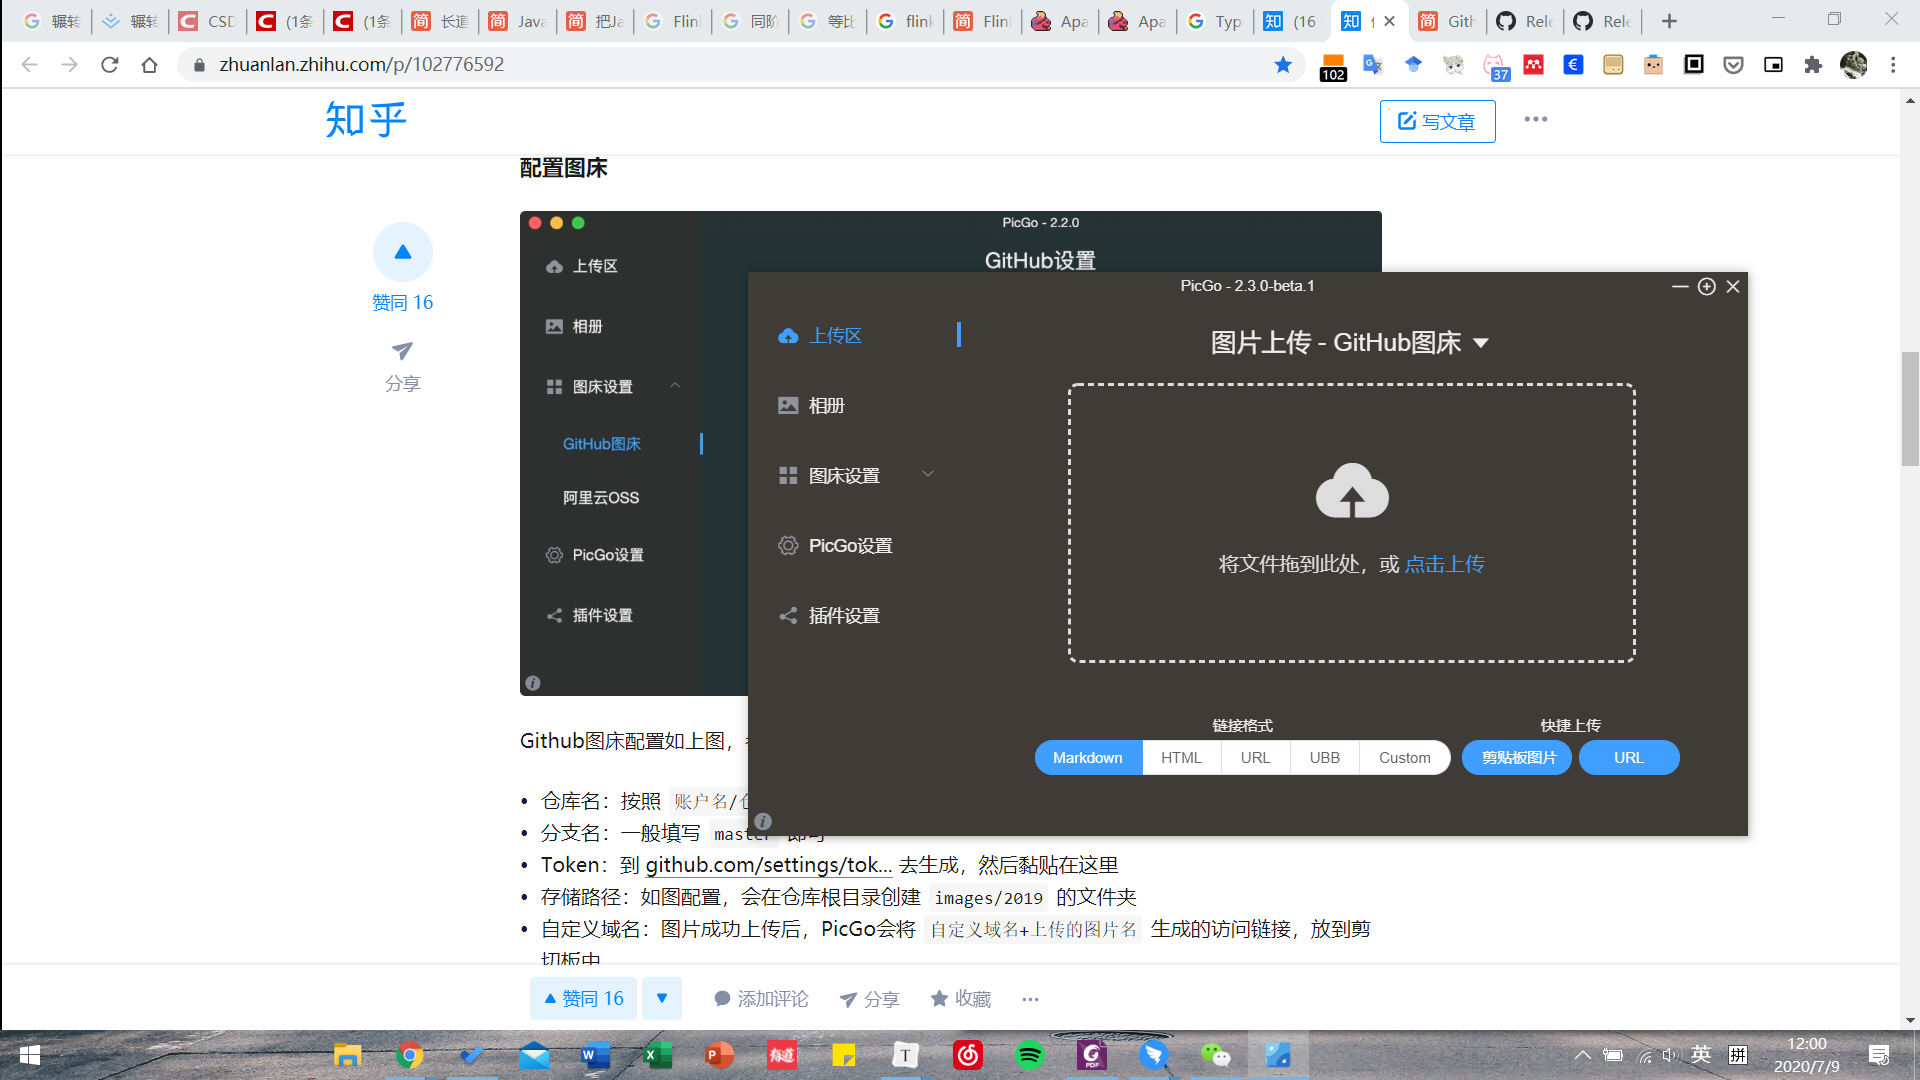 辗转
辗转
CSD
(1条
(1条
长道
Java
把Ja
Flin
同阶
等比
flink
Flin
Apa
Apa
Typ
(16
Gith
Rele
Rele
zhuanlan.zhihu.com/p/102776592
102
37
知乎
写文章
配置图床
赞同 16
分享
PicGo - 2.2.0
GitHub设置
上传区
相册
图床设置
GitHub图床
阿里云OSS
PicGo设置
插件设置
PicGo - 2.3.0-beta.1
上传区
相册
图床设置
PicGo设置
插件设置
图片上传 - GitHub图床
将文件拖到此处，或 点击上传
链接格式
快捷上传
Markdown HTML URL UBB Custom
剪贴板图片 URL
Github图床配置如上图，
• 仓库名：按照 账户名/
• 分支名：一般填写 master 即可
• Token：到 github.com/settings/tok... 去生成，然后黏贴在这里
• 存储路径：如图配置，会在仓库根目录创建 images/2019 的文件夹
• 自定义域名：图片成功上传后，PicGo会将 自定义域名+上传的图片名 生成的访问链接，放到剪
切板中
赞同 16
添加评论
分享
收藏
英
拼
12:00
2020/7/9